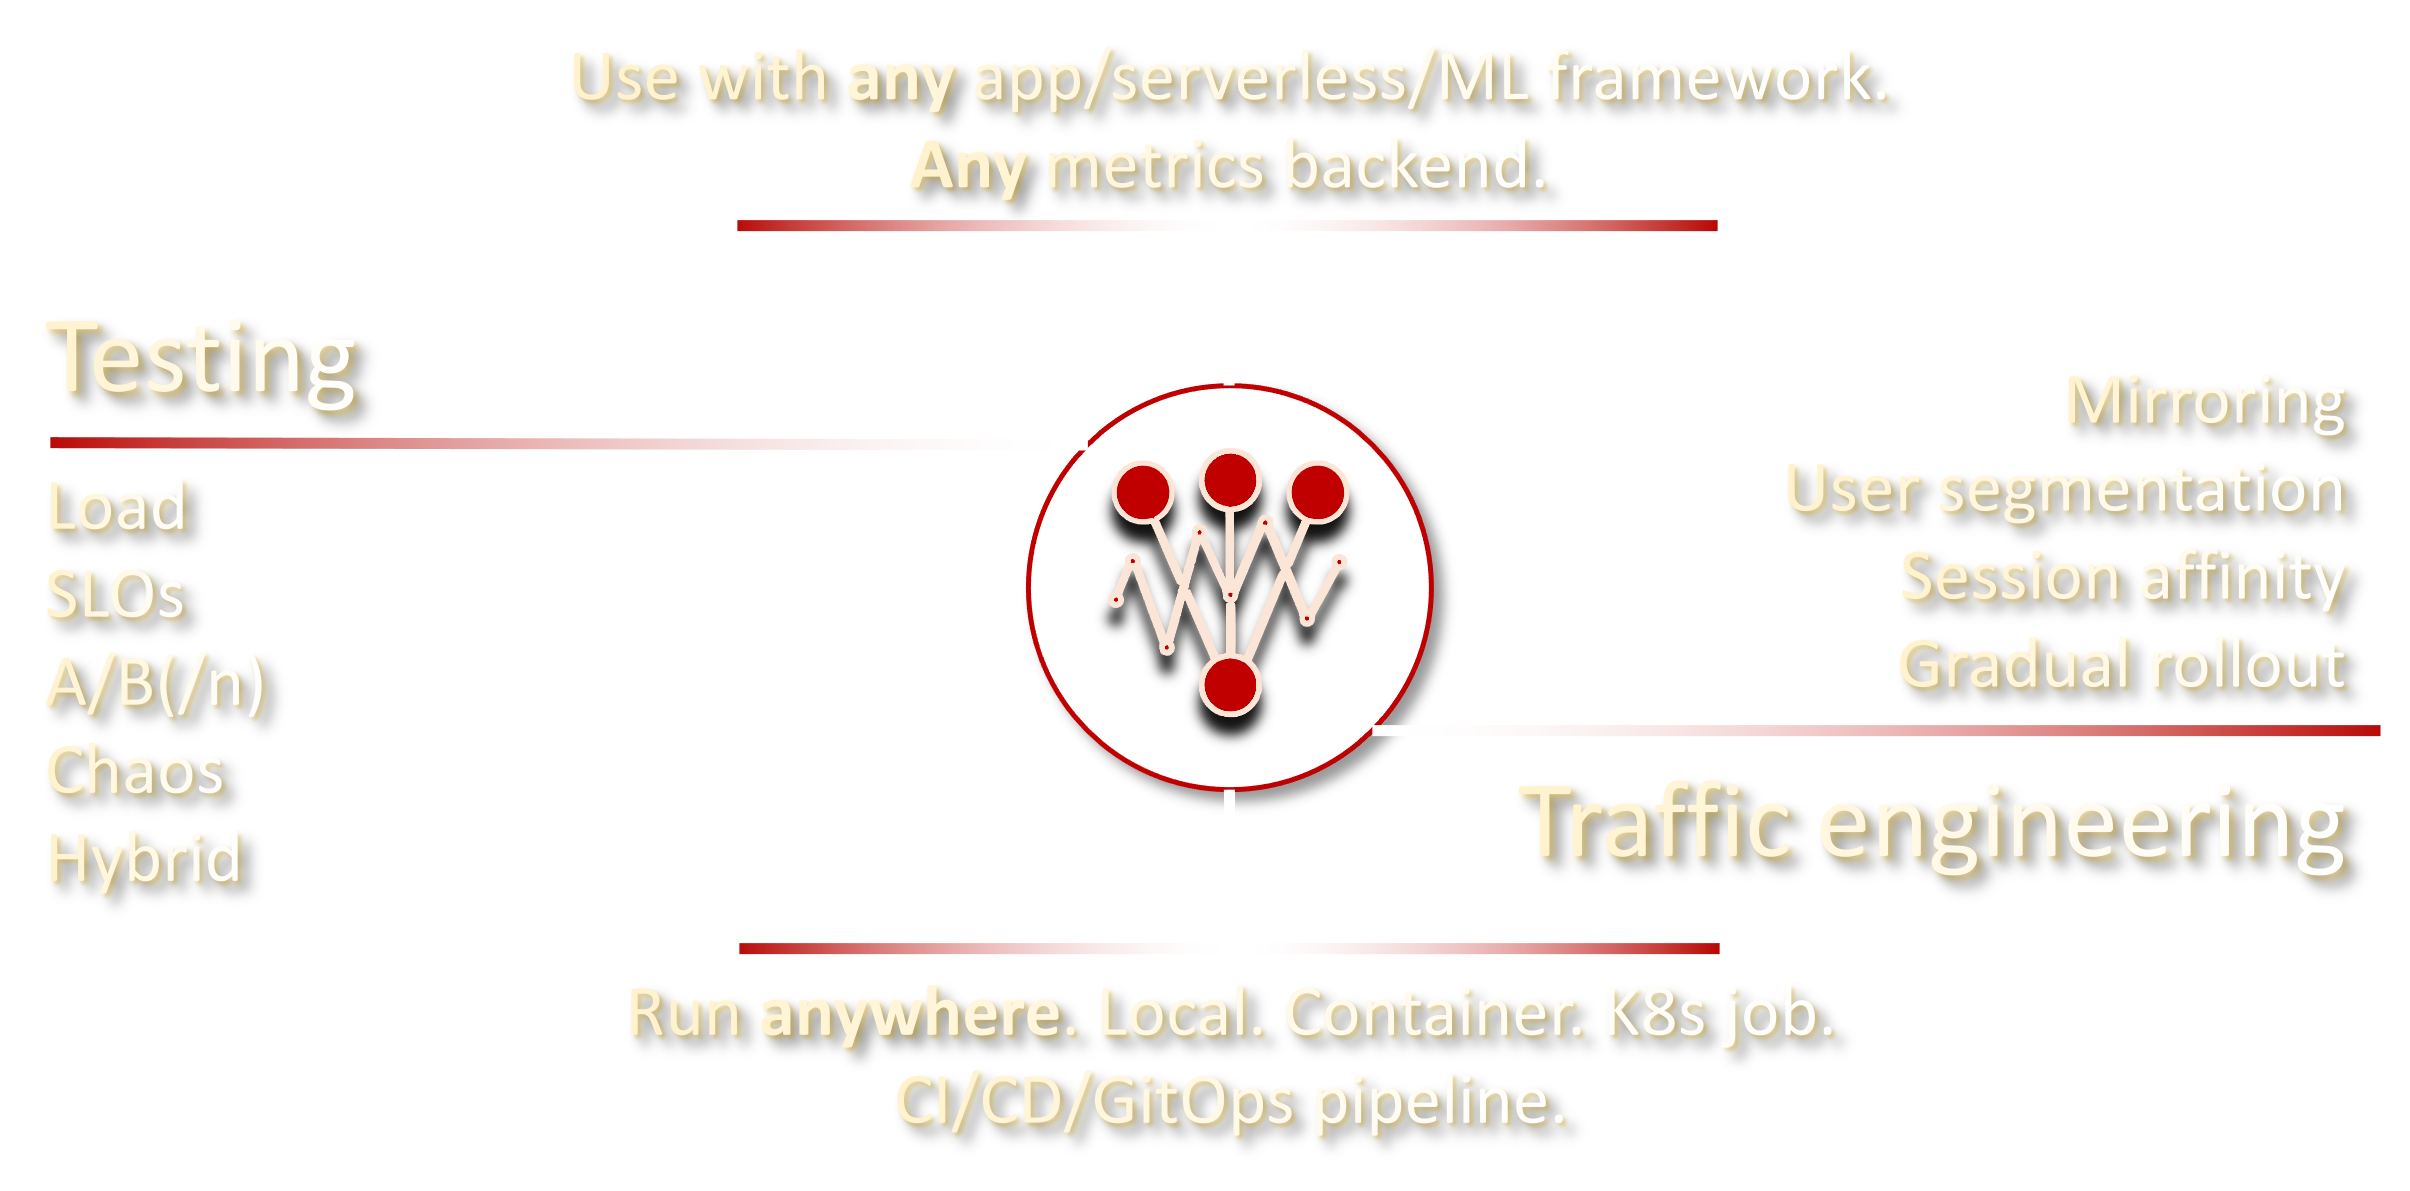 Use with any app/serverless/ML framework.
Any metrics backend.
Testing
Load
SLOs
A/B(/n)
Chaos
Hybrid
Mirroring
User segmentation
Session affinity
Gradual rollout
Traffic engineering
Run anywhere. Local. Container. K8s job.
CI/CD/GitOps pipeline.